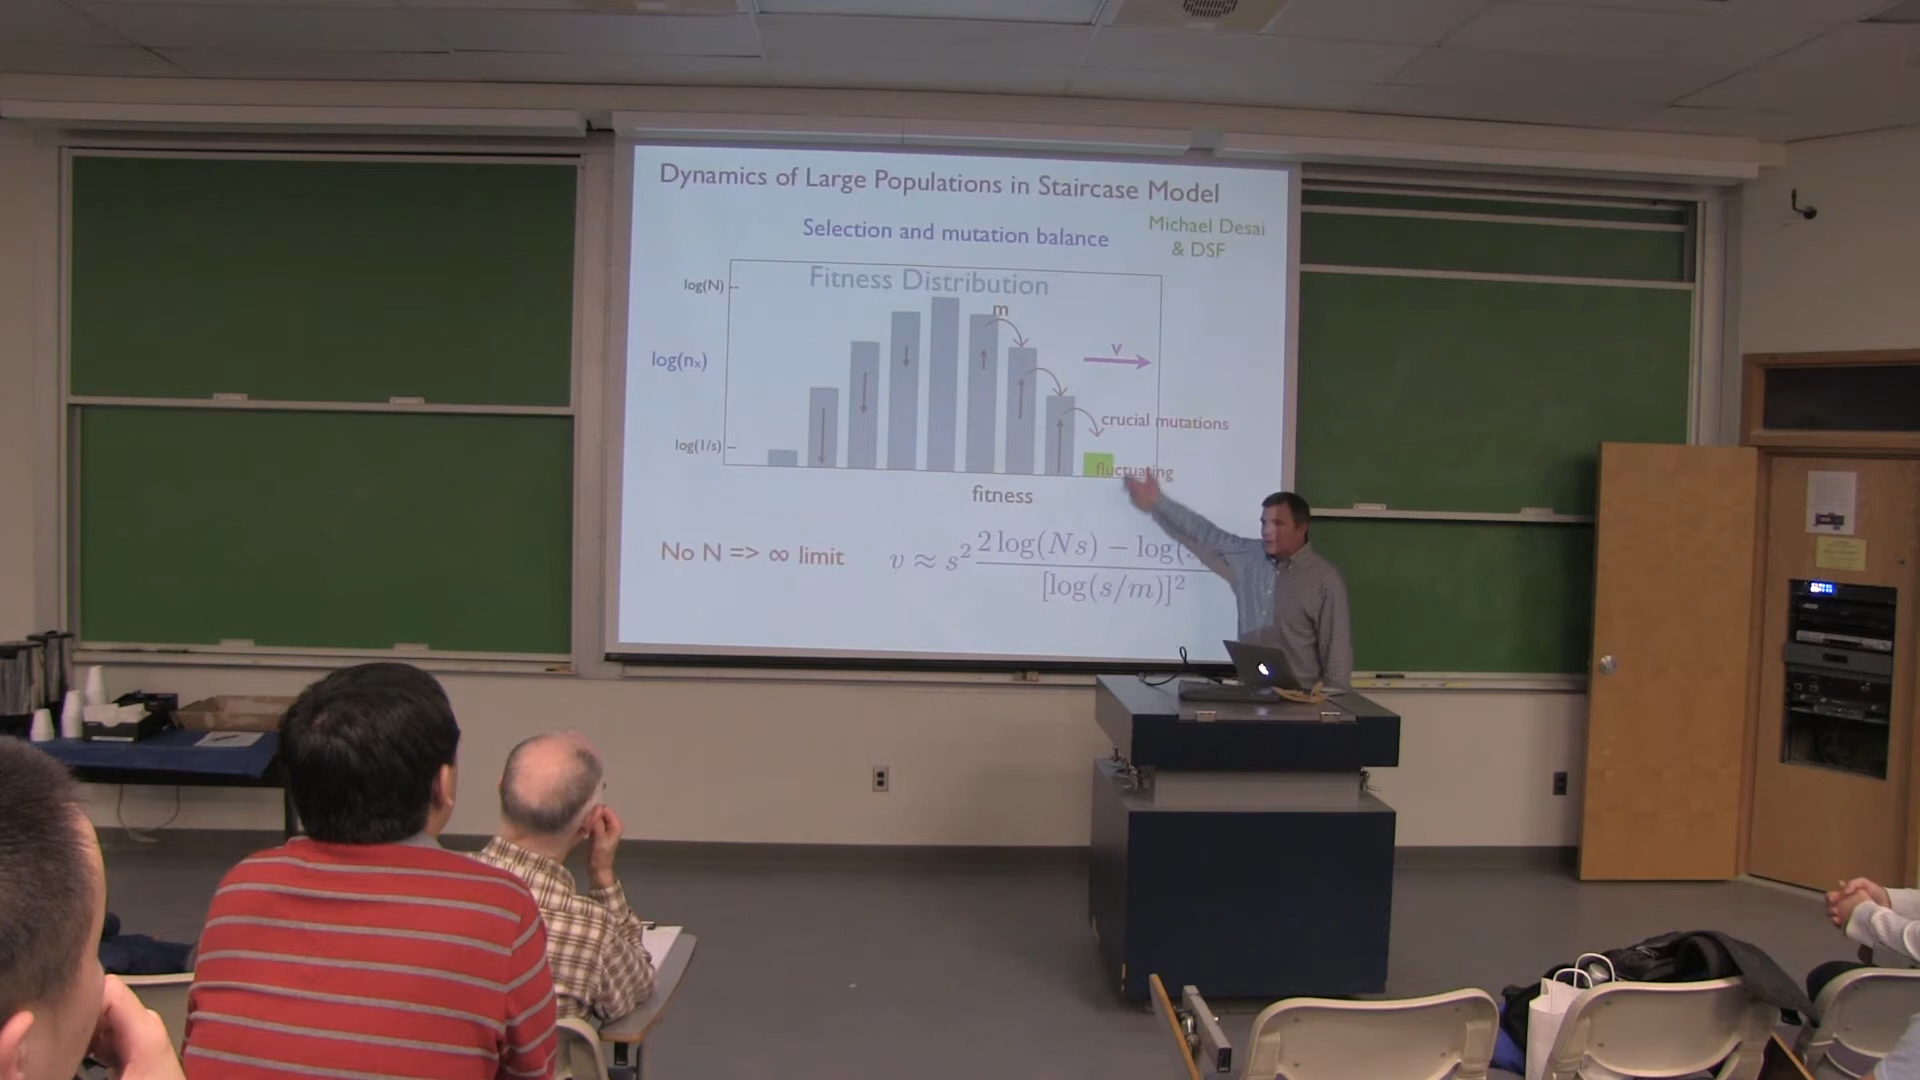 Dynamics of Large Populations in Staircase Model
Selection and mutation balance
Michael Desai
& DSF
Fitness Distribution
log(N)
m
log(nₓ)
v
crucial mutations
log(1/s)
fluctuating
fitness
No N => ∞ limit
v ≈ s² 2 log(Ns) − log(
[log(s/m)]²